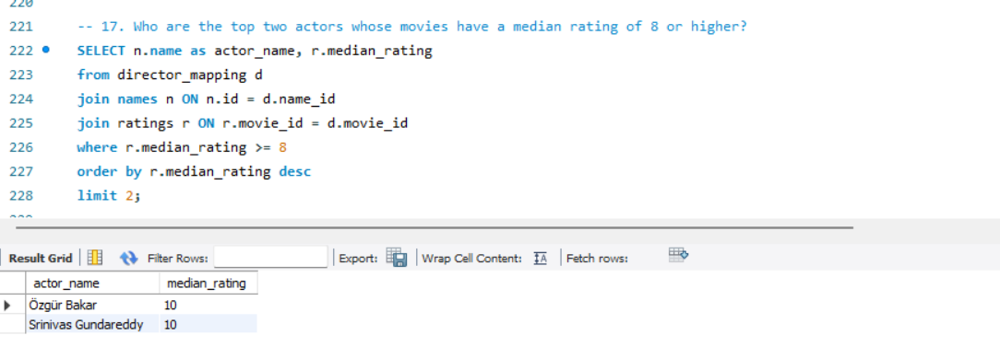 220
221 -- 17. Who are the top two actors whose movies have a median rating of 8 or higher?
222 SELECT n.name as actor_name, r.median_rating
223 from director_mapping d
224 join names n ON n.id = d.name_id
225 join ratings r ON r.movie_id = d.movie_id
226 where r.median_rating >= 8
227 order by r.median_rating desc
228 limit 2;
229
Result Grid Filter Rows: Export: Wrap Cell Content: IA Fetch rows:
actor_name median_rating
Özgür Bakar 10
Srinivas Gundareddy 10